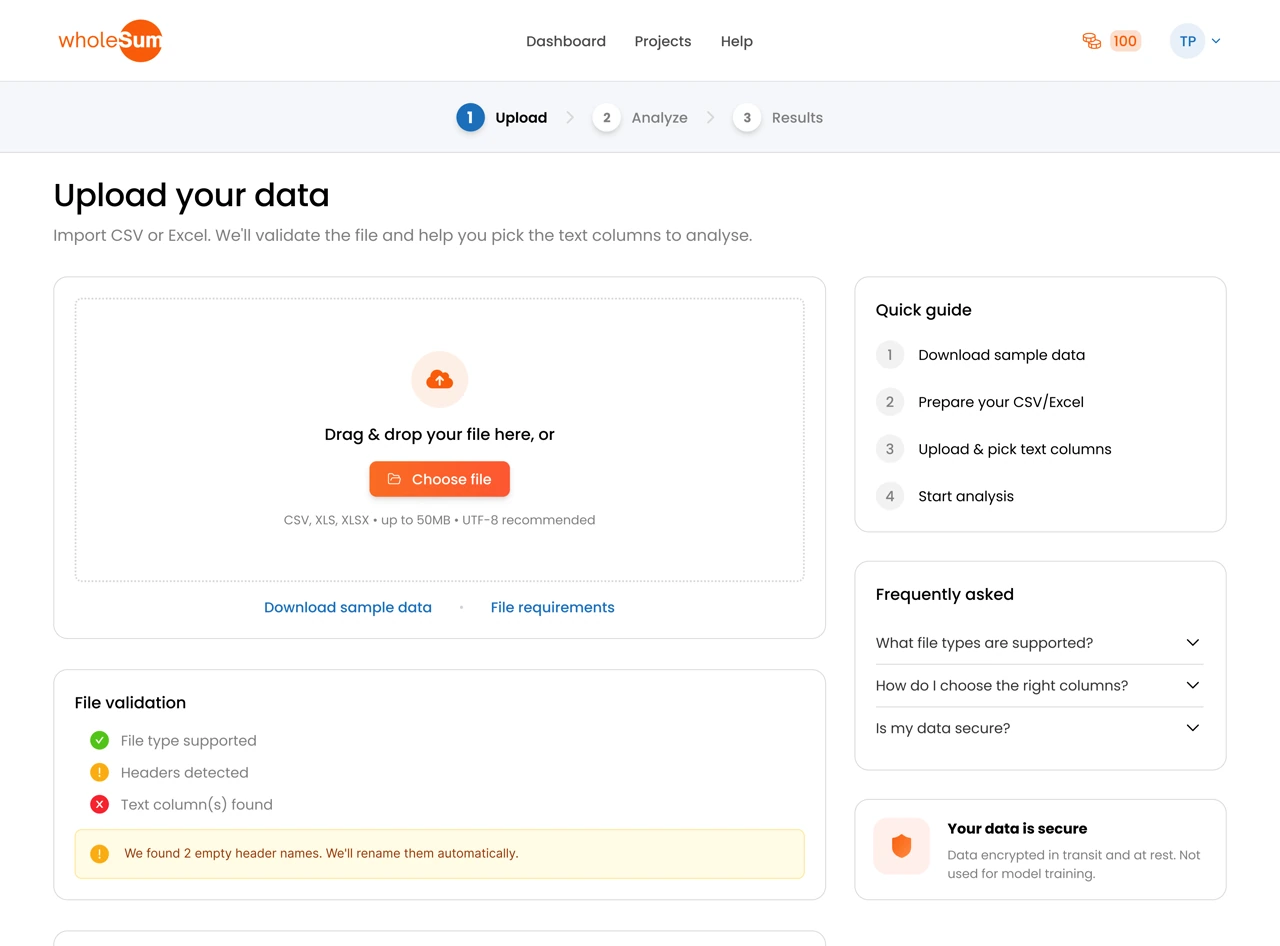 wholeSum
Dashboard Projects Help
100
TP
1 Upload 2 Analyze 3 Results
Upload your data
Import CSV or Excel. We'll validate the file and help you pick the text columns to analyse.
Drag & drop your file here, or
Choose file
CSV, XLS, XLSX • up to 50MB • UTF-8 recommended
Download sample data • File requirements
File validation
File type supported
Headers detected
Text column(s) found
We found 2 empty header names. We'll rename them automatically.
Quick guide
1 Download sample data
2 Prepare your CSV/Excel
3 Upload & pick text columns
4 Start analysis
Frequently asked
What file types are supported?
How do I choose the right columns?
Is my data secure?
Your data is secure
Data encrypted in transit and at rest. Not
used for model training.